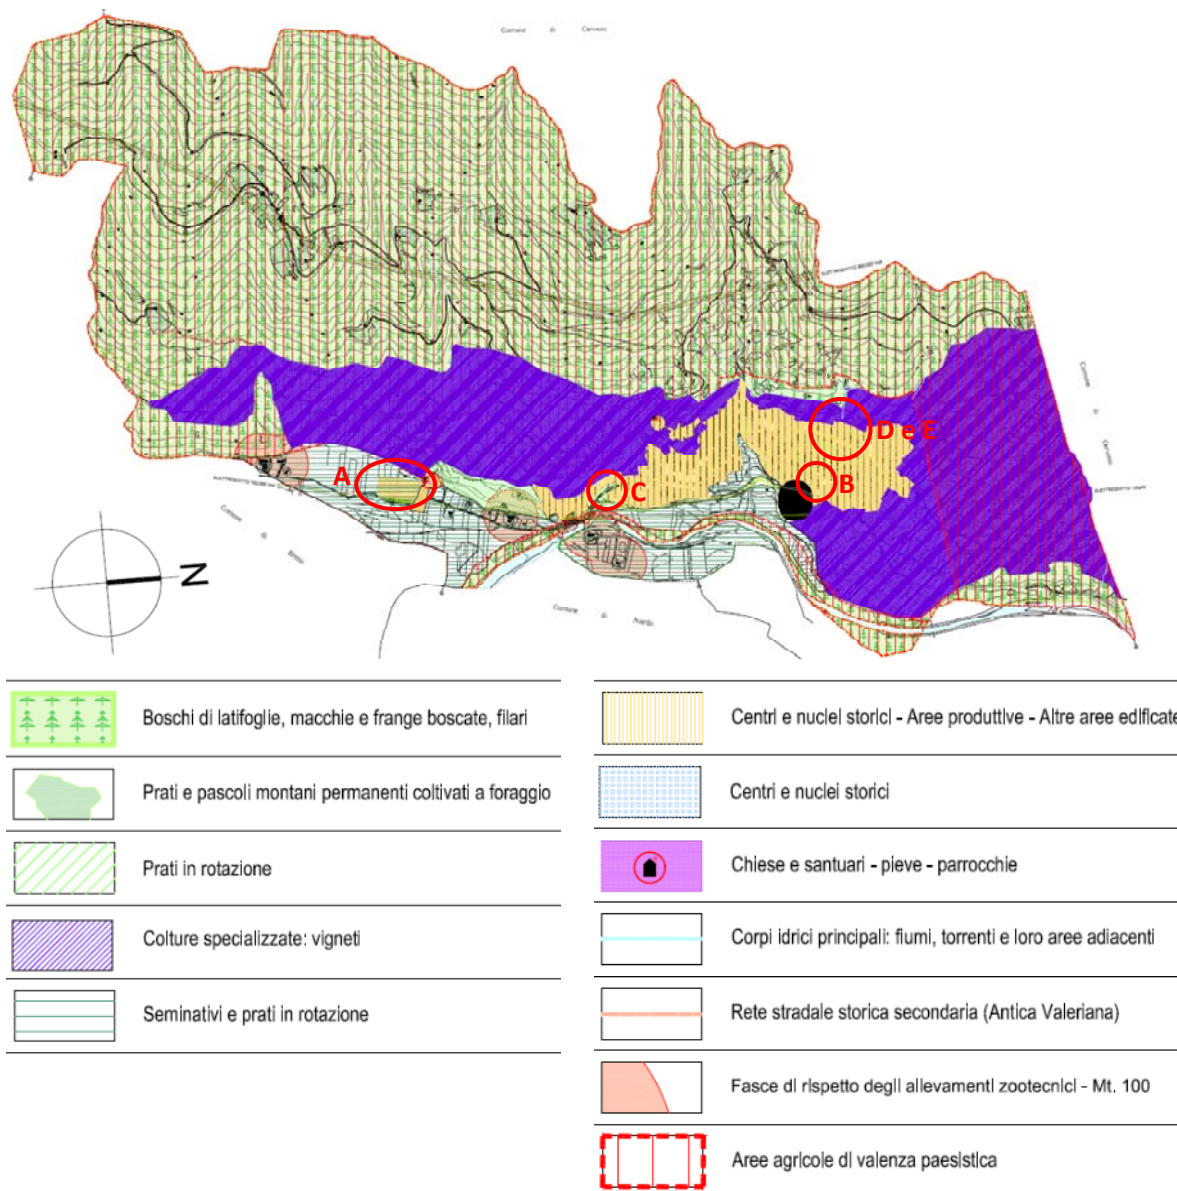 Comune di Cerveno
A
B
C
D e E
Comune di Cerveno
Comune di Breno
Comune di Niardo
N
Boschi di latifoglie, macchie e frange boscate, filari
Prati e pascoli montani permanenti coltivati a foraggio
Prati in rotazione
Colture specializzate: vigneti
Seminativi e prati in rotazione
Centri e nuclei storici - Aree produttive - Altre aree edificate
Centri e nuclei storici
Chiese e santuari - pieve - parrocchie
Corpi idrici principali: fiumi, torrenti e loro aree adiacenti
Rete stradale storica secondaria (Antica Valeriana)
Fasce di rispetto degli allevamenti zootecnici - Mt. 100
Aree agricole di valenza paesistica